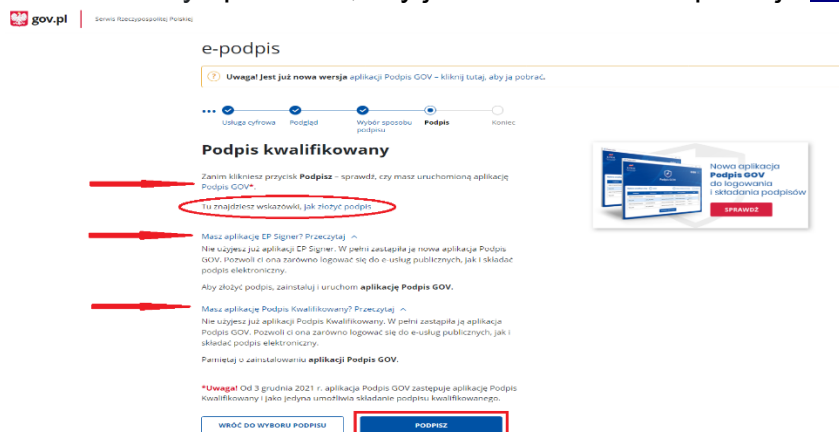 gov.pl Serwis Rzeczypospolitej Polskiej
e-podpis
Uwaga! Jest już nowa wersja aplikacji Podpis GOV – kliknij tutaj, aby ją pobrać.
Usługa cyfrowa Podgląd Wybór sposobu podpisu Podpis Koniec
Podpis kwalifikowany
Zanim klikniesz przycisk Podpisz – sprawdź, czy masz uruchomioną aplikację
Podpis GOV*.
Tu znajdziesz wskazówki, jak złożyć podpis
Masz aplikację EP Signer? Przeczytaj
Nie użyjesz już aplikacji EP Signer. W pełni zastąpiła ją nowa aplikacja Podpis
GOV. Pozwoli ci ona zarówno logować się do e-usług publicznych, jak i składać
podpis elektroniczny.
Aby złożyć podpis, zainstaluj i uruchom aplikację Podpis GOV.
Masz aplikację Podpis Kwalifikowany? Przeczytaj
Nie użyjesz już aplikacji Podpis Kwalifikowany. W pełni zastąpiła ją aplikacja
Podpis GOV. Pozwoli ci ona zarówno logować się do e-usług publicznych, jak i
składać podpis elektroniczny.
Pamiętaj o zainstalowaniu aplikacji Podpis GOV.
*Uwaga! Od 3 grudnia 2021 r. aplikacja Podpis GOV zastępuje aplikację Podpis
Kwalifikowany i jako jedyna umożliwia składanie podpisu kwalifikowanego.
WRÓĆ DO WYBORU PODPISU PODPISZ
Nowa aplikacja
Podpis GOV
do logowania
i składania podpisów
SPRAWDŹ